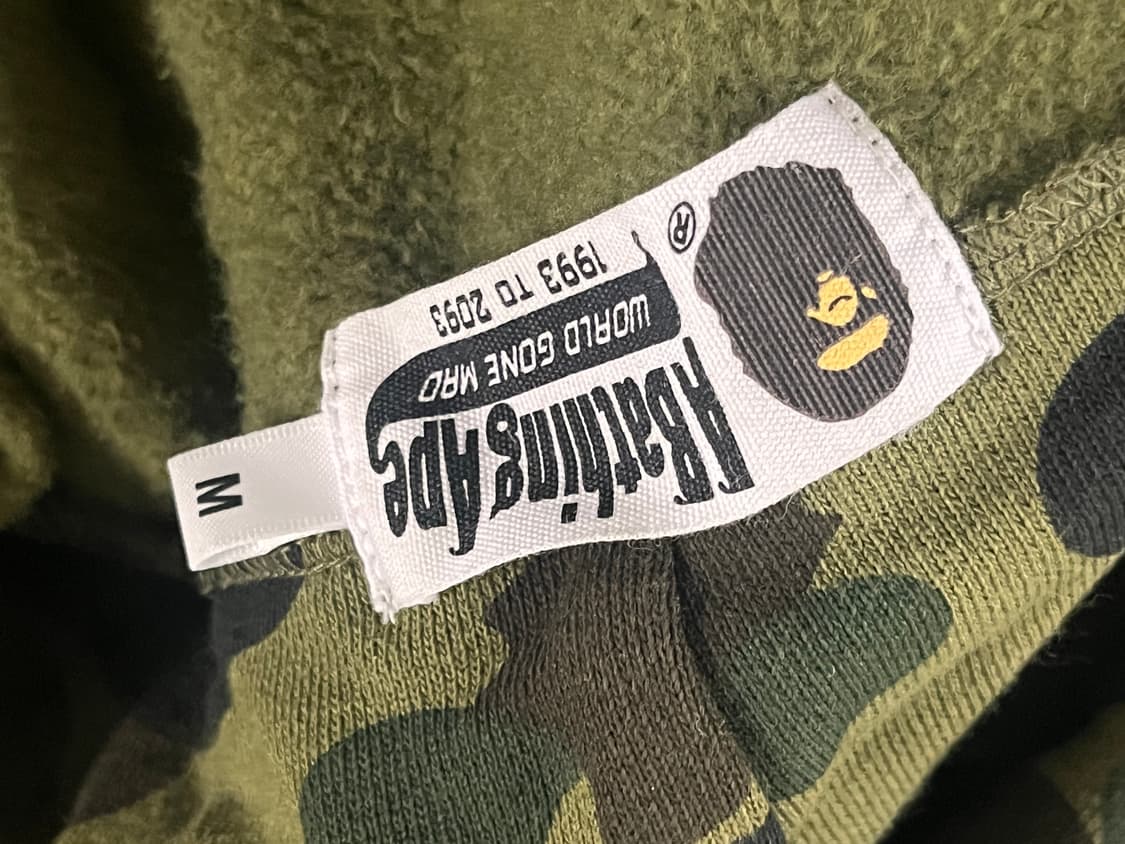 A Bathing Ape
WORLD GONE MAD
1993 TO 2093
®
M